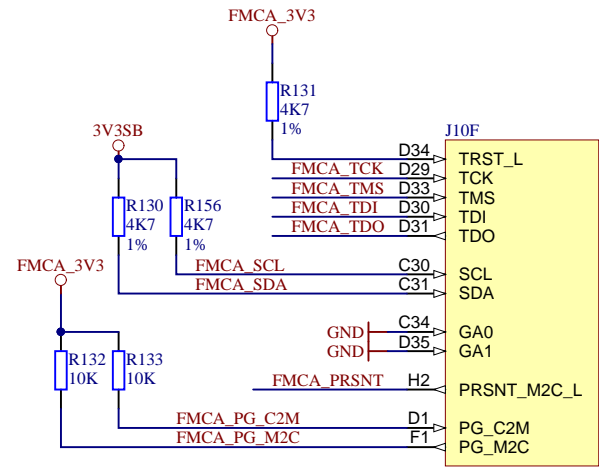 FMCA_3V3
R131
4K7
1%
J10F
3V3SB
D34 TRST_L
FMCA_TCK D29 TCK
FMCA_TMS D33 TMS
FMCA_TDI D30 TDI
FMCA_TDO D31 TDO
R130 R156
4K7 4K7
1% 1%
FMCA_3V3
FMCA_SCL C30 SCL
FMCA_SDA C31 SDA
GND C34 GA0
GND D35 GA1
R132 R133
10K 10K
FMCA_PRSNT H2 PRSNT_M2C_L
FMCA_PG_C2M D1 PG_C2M
FMCA_PG_M2C F1 PG_M2C